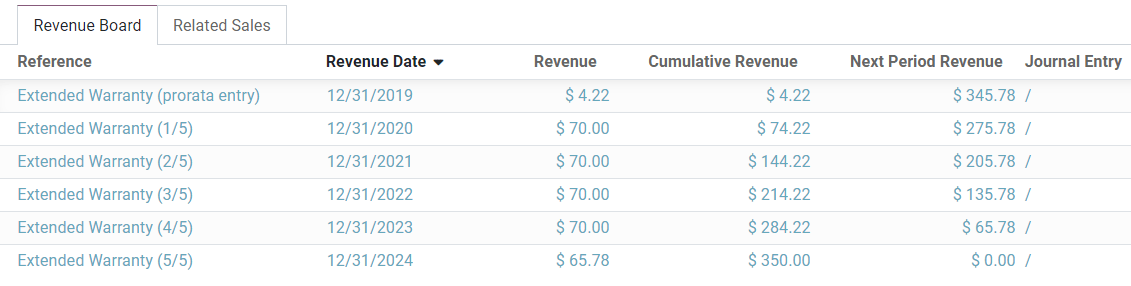 Revenue Board Related Sales
Reference Revenue Date Revenue Cumulative Revenue Next Period Revenue Journal Entry
Extended Warranty (prorata entry) 12/31/2019 $ 4.22 $ 4.22 $ 345.78 /
Extended Warranty (1/5) 12/31/2020 $ 70.00 $ 74.22 $ 275.78 /
Extended Warranty (2/5) 12/31/2021 $ 70.00 $ 144.22 $ 205.78 /
Extended Warranty (3/5) 12/31/2022 $ 70.00 $ 214.22 $ 135.78 /
Extended Warranty (4/5) 12/31/2023 $ 70.00 $ 284.22 $ 65.78 /
Extended Warranty (5/5) 12/31/2024 $ 65.78 $ 350.00 $ 0.00 /